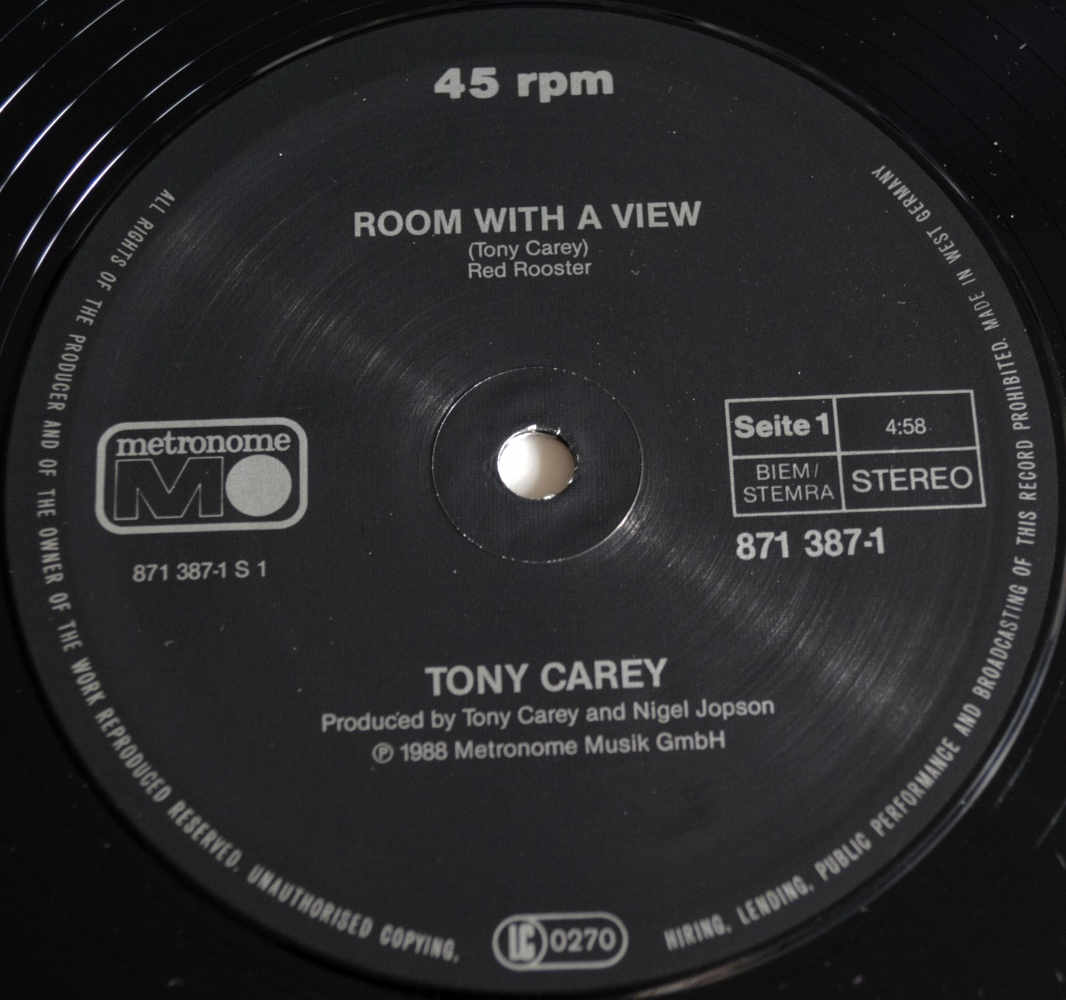 45 rpm
ROOM WITH A VIEW
(Tony Carey)
Red Rooster
metronome
M
871 387-1 S 1
Seite 1
4:58
BIEM/
STEMRA
STEREO
871 387-1
TONY CAREY
Produced by Tony Carey and Nigel Jopson
℗ 1988 Metronome Musik GmbH
ALL RIGHTS OF THE PRODUCER AND OF THE OWNER OF THE WORK REPRODUCED RESERVED. UNAUTHORISED COPYING,
LC 0270
HIRING, LENDING, PUBLIC PERFORMANCE AND BROADCASTING OF THIS RECORD PROHIBITED. MADE IN WEST GERMANY